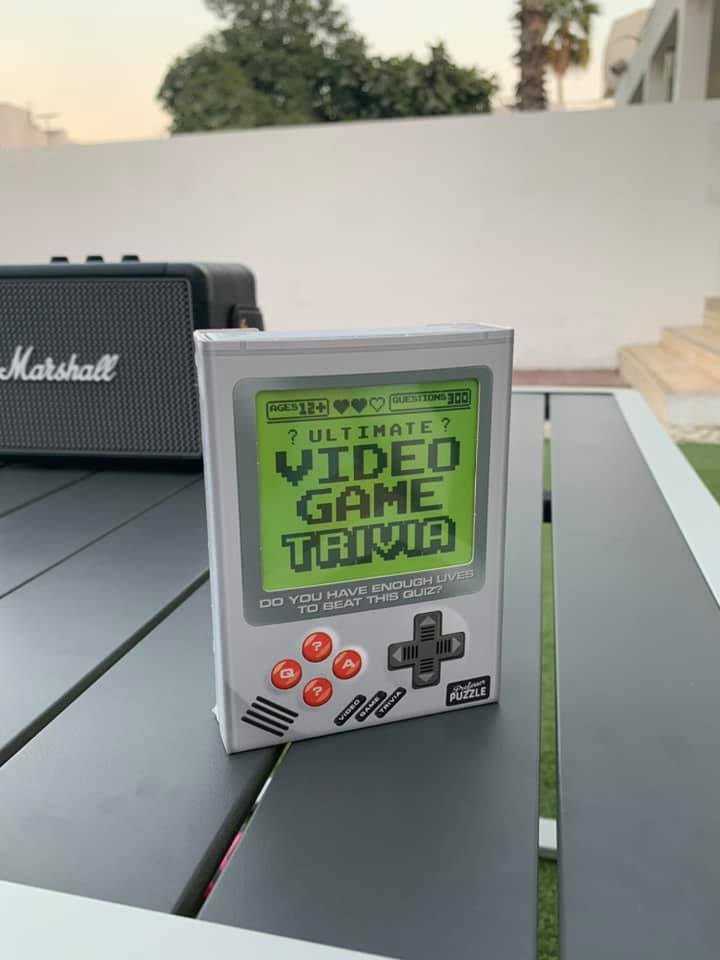 Marshall
AGES 12+ QUESTIONS 300
? ULTIMATE ?
VIDEO
GAME
TRIVIA
DO YOU HAVE ENOUGH LIVES
TO BEAT THIS QUIZ?
?
Q A
?
VIDEO GAME TRIVIA
Professor
PUZZLE